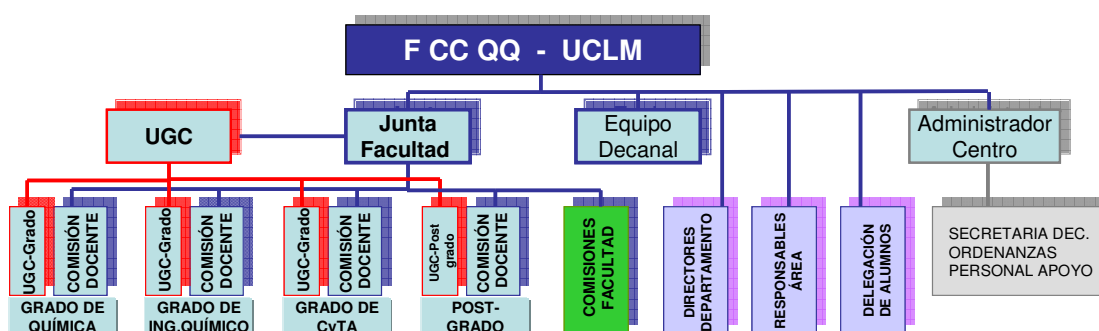 F CC QQ - UCLM
UGC
Junta
Facultad
Equipo
Decanal
Administrador
Centro
UGC-Grado
COMISIÓN
DOCENTE
UGC-Grado
COMISIÓN
DOCENTE
UGC-Grado
COMISIÓN
DOCENTE
UGC-Post
grado
COMISIÓN
DOCENTE
COMISIONES
FACULTAD
DIRECTORES
DEPARTAMENTO
RESPONSABLES
ÁREA
DELEGACIÓN
DE ALUMNOS
SECRETARIA DEC.
ORDENANZAS
PERSONAL APOYO
GRADO DE
QUÍMICA
GRADO DE
ING.QUÍMICO
GRADO DE
CyTA
POST-
GRADO